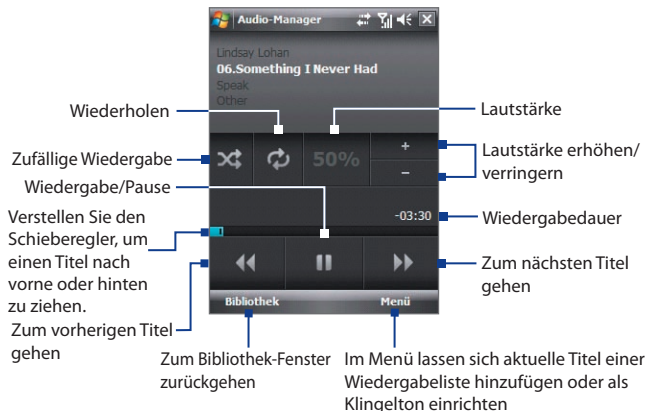 Audio-Manager
Lindsay Lohan
06.Something I Never Had
Speak
Other
Wiederholen
Lautstärke
50%
+
−
Zufällige Wiedergabe
Lautstärke erhöhen/
verringern
Wiedergabe/Pause
-03:30
Wiedergabedauer
Verstellen Sie den
Schieberegler, um
einen Titel nach
vorne oder hinten
zu ziehen.
Zum nächsten Titel
gehen
Bibliothek
Menü
Zum vorherigen Titel
gehen
Zum Bibliothek-Fenster
zurückgehen
Im Menü lassen sich aktuelle Titel einer
Wiedergabeliste hinzufügen oder als
Klingelton einrichten